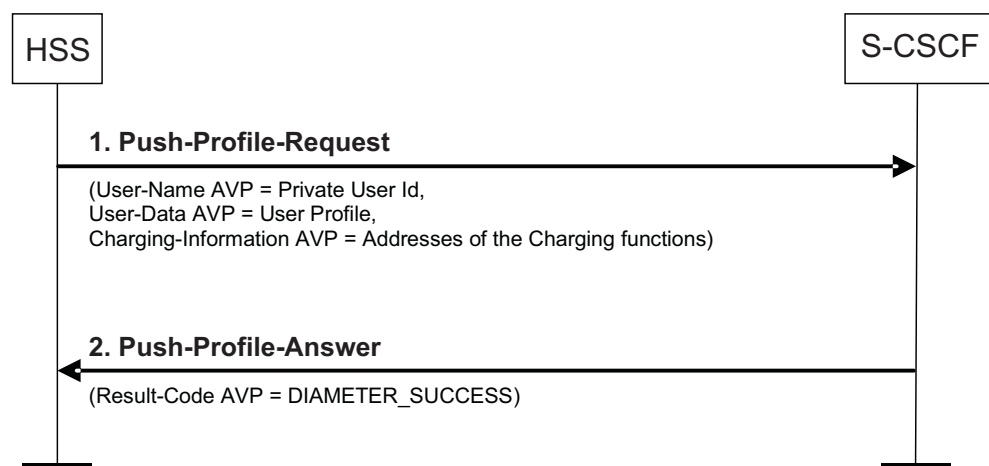 HSS
S-CSCF
1. Push-Profile-Request
(User-Name AVP = Private User Id,
User-Data AVP = User Profile,
Charging-Information AVP = Addresses of the Charging functions)
2. Push-Profile-Answer
(Result-Code AVP = DIAMETER_SUCCESS)